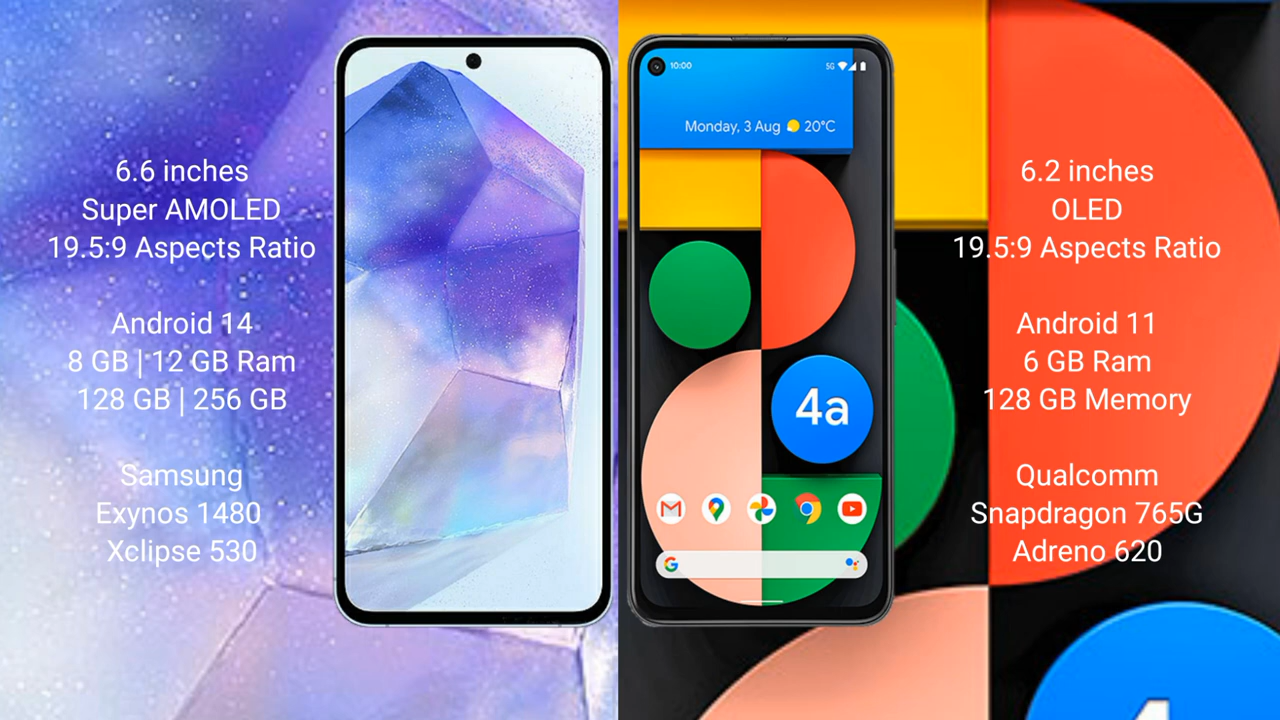 6.6 inches
Super AMOLED
19.5:9 Aspects Ratio
Android 14
8 GB | 12 GB Ram
128 GB | 256 GB
Samsung
Exynos 1480
Xclipse 530
10:00
5G
Monday, 3 Aug 20°C
4a
6.2 inches
OLED
19.5:9 Aspects Ratio
Android 11
6 GB Ram
128 GB Memory
Qualcomm
Snapdragon 765G
Adreno 620